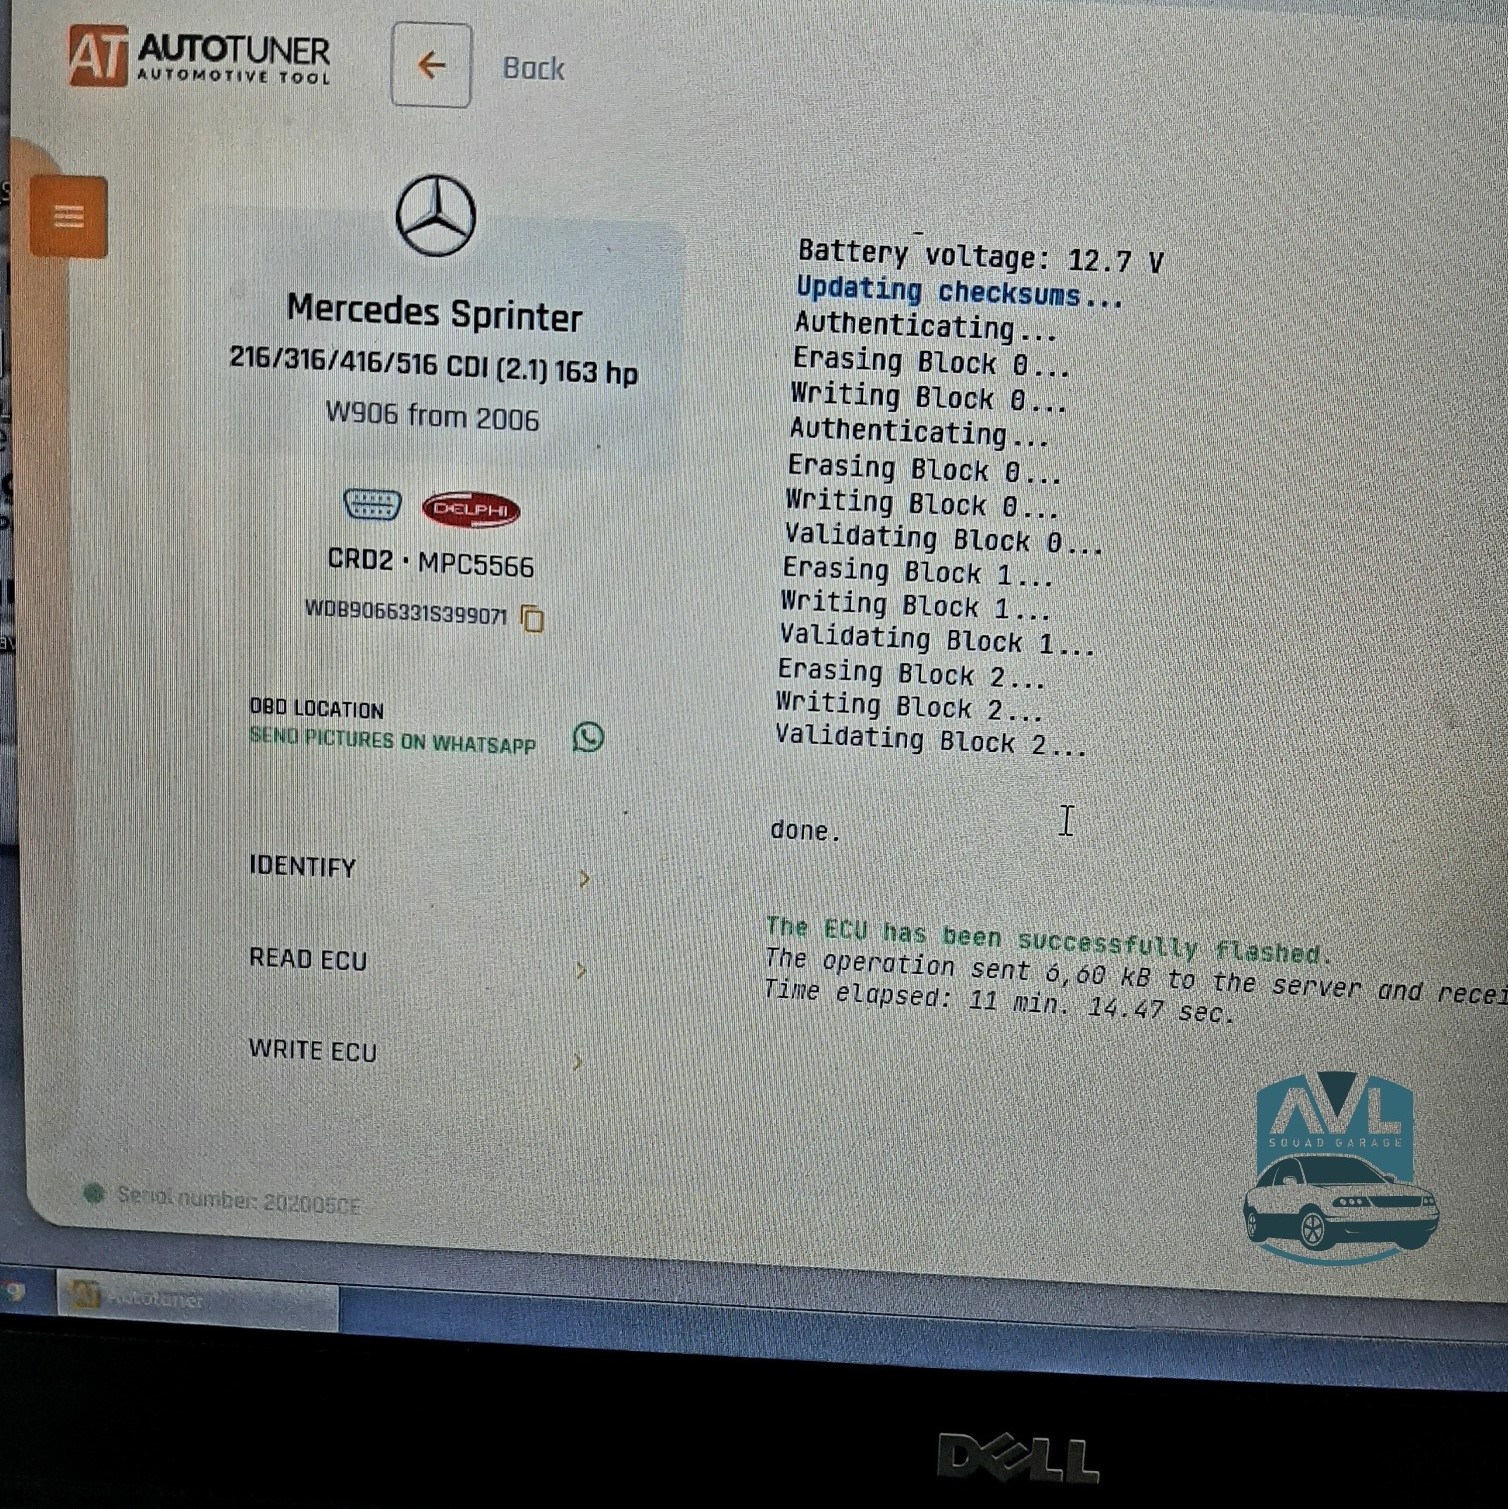 AT AUTOTUNER
AUTOMOTIVE TOOL
Back
Mercedes Sprinter
216/316/416/516 CDI (2.1) 163 hp
W906 from 2006
DELPHI
CRD2 · MPC5566
WDB9066331S399071
OBD LOCATION
SEND PICTURES ON WHATSAPP
IDENTIFY
READ ECU
WRITE ECU
Serial number: 202005CE
Battery voltage: 12.7 V
Updating checksums...
Authenticating...
Erasing Block 0...
Writing Block 0...
Authenticating...
Erasing Block 0...
Writing Block 0...
Validating Block 0...
Erasing Block 1...
Writing Block 1...
Validating Block 1...
Erasing Block 2...
Writing Block 2...
Validating Block 2...
done.
The ECU has been successfully flashed.
The operation sent 6,60 kB to the server and recei
Time elapsed: 11 min. 14.47 sec.
AVL
SQUAD GARAGE
Autotuner
DELL